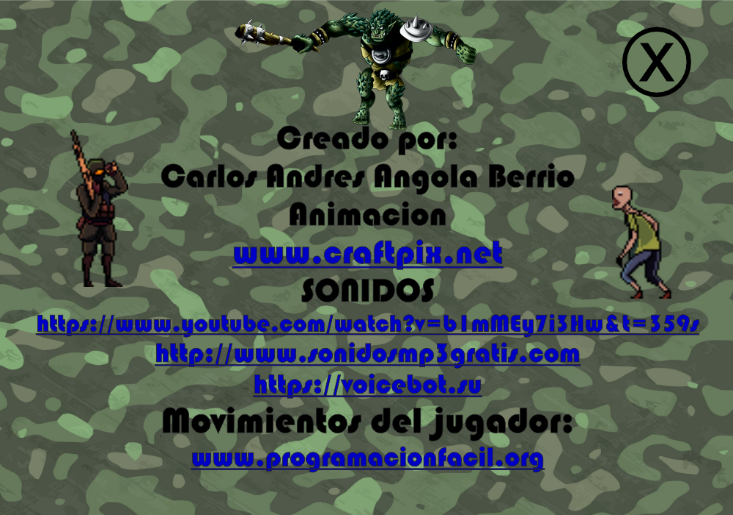 X
Creado por:
Carlos Andres Angola Berrio
Animacion
www.craftpix.net
SONIDOS
https://www.youtube.com/watch?v=b1mMEy7i3Hw&t=359s
http://www.sonidosmp3gratis.com
https://voicebot.su
Movimientos del jugador:
www.programacionfacil.org